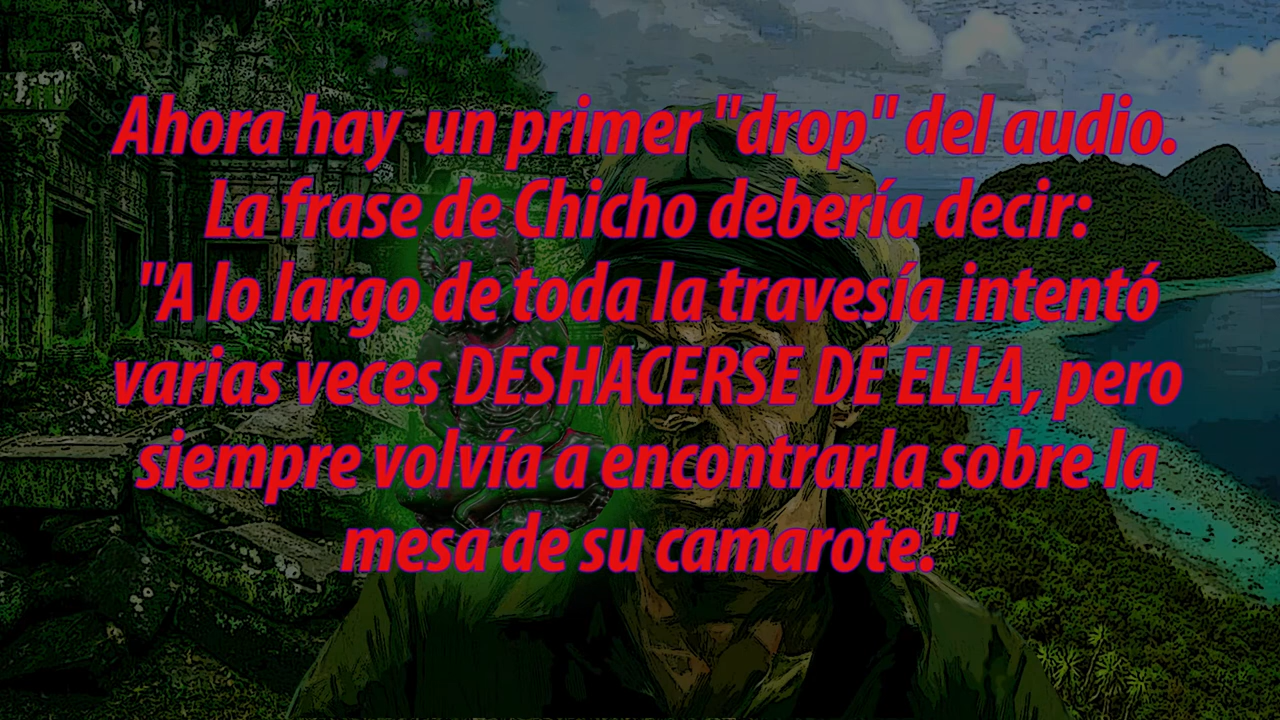 Ahora hay un primer "drop" del audio.
La frase de Chicho debería decir:
"A lo largo de toda la travesía intentó
varias veces DESHACERSE DE ELLA, pero
siempre volvía a encontrarla sobre la
mesa de su camarote."